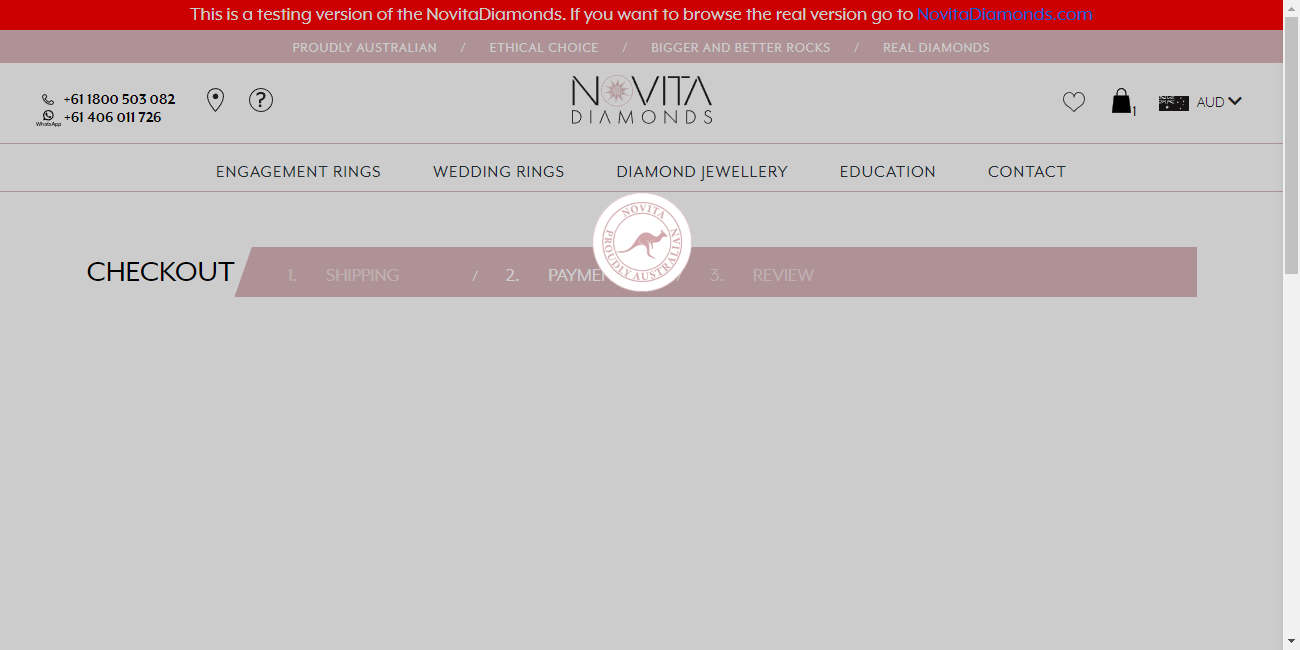 This is a testing version of the NovitaDiamonds. If you want to browse the real version go to NovitaDiamonds.com
PROUDLY AUSTRALIAN / ETHICAL CHOICE / BIGGER AND BETTER ROCKS / REAL DIAMONDS
+61 1800 503 082
WhatsApp +61 406 011 726
?
NOVITA
DIAMONDS
1
AUD
ENGAGEMENT RINGS WEDDING RINGS DIAMOND JEWELLERY EDUCATION CONTACT
NOVITA
PROUDLY AUSTRALIAN
CHECKOUT 1. SHIPPING / 2. PAYMEN / 3. REVIEW